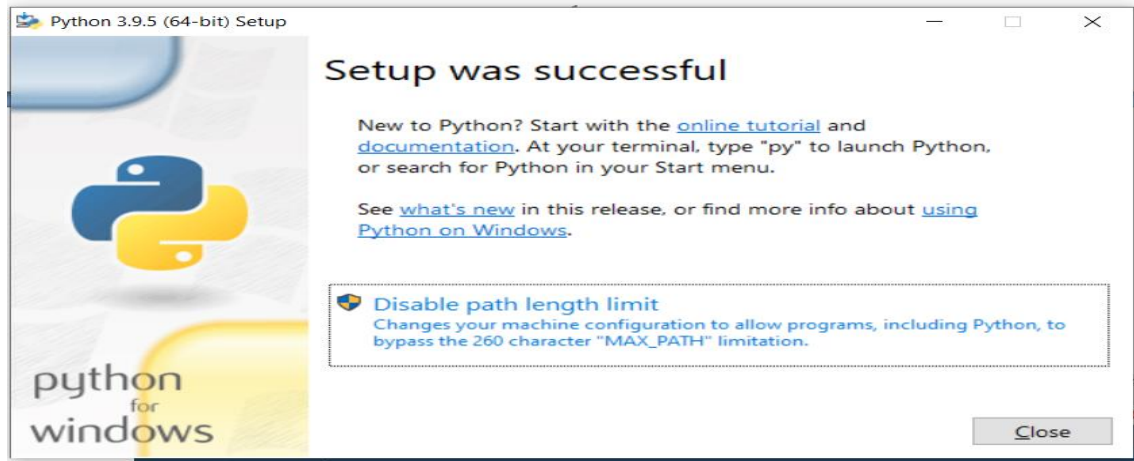 Python 3.9.5 (64-bit) Setup
Setup was successful
New to Python? Start with the online tutorial and
documentation. At your terminal, type "py" to launch Python,
or search for Python in your Start menu.
See what's new in this release, or find more info about using
Python on Windows.
Disable path length limit
Changes your machine configuration to allow programs, including Python, to
bypass the 260 character "MAX_PATH" limitation.
python
for
windows
Close